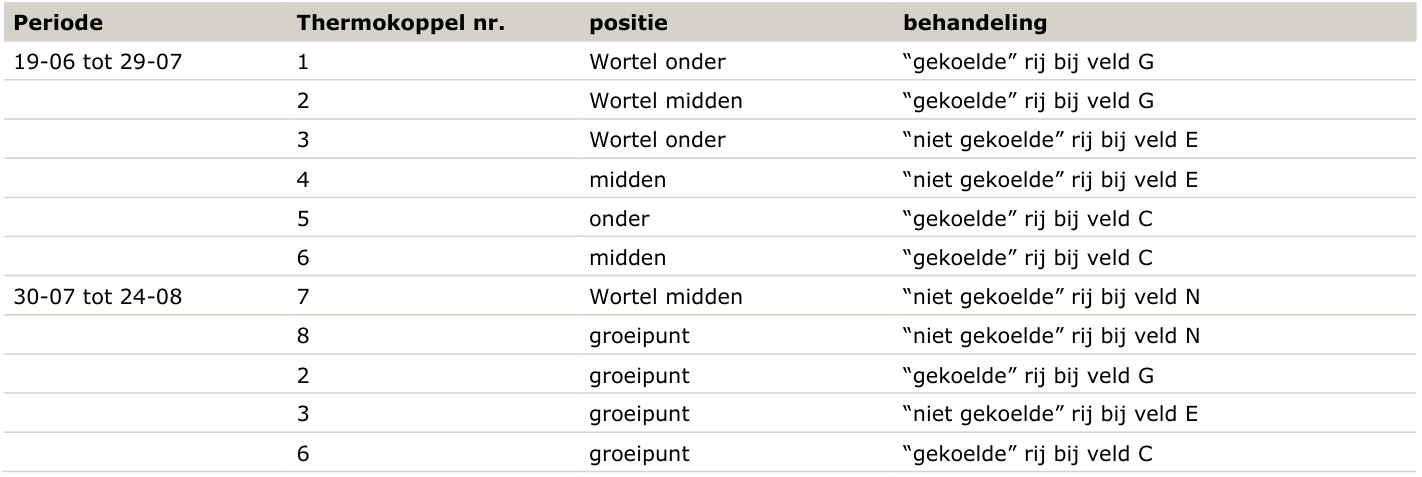 Periode Thermokoppel nr. positie behandeling
19-06 tot 29-07 1 Wortel onder “gekoelde” rij bij veld G
2 Wortel midden “gekoelde” rij bij veld G
3 Wortel onder “niet gekoelde” rij bij veld E
4 midden “niet gekoelde” rij bij veld E
5 onder “gekoelde” rij bij veld C
6 midden “gekoelde” rij bij veld C
30-07 tot 24-08 7 Wortel midden “niet gekoelde” rij bij veld N
8 groeipunt “niet gekoelde” rij bij veld N
2 groeipunt “gekoelde” rij bij veld G
3 groeipunt “niet gekoelde” rij bij veld E
6 groeipunt “gekoelde” rij bij veld C